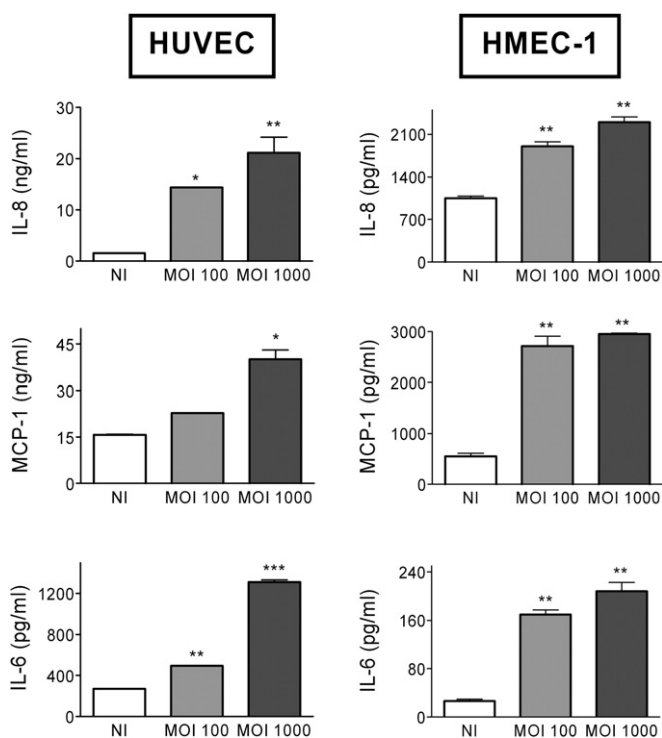 HUVEC
HMEC-1
IL-8 (ng/ml)
30
20
10
0
*
**
NI MOI 100 MOI 1000
IL-8 (pg/ml)
2100
1400
700
0
**
**
NI MOI 100 MOI 1000
MCP-1 (ng/ml)
45
30
15
0
*
NI MOI 100 MOI 1000
MCP-1 (pg/ml)
3000
2000
1000
0
**
**
NI MOI 100 MOI 1000
IL-6 (pg/ml)
1200
800
400
0
**
***
NI MOI 100 MOI 1000
IL-6 (pg/ml)
240
160
80
0
**
**
NI MOI 100 MOI 1000